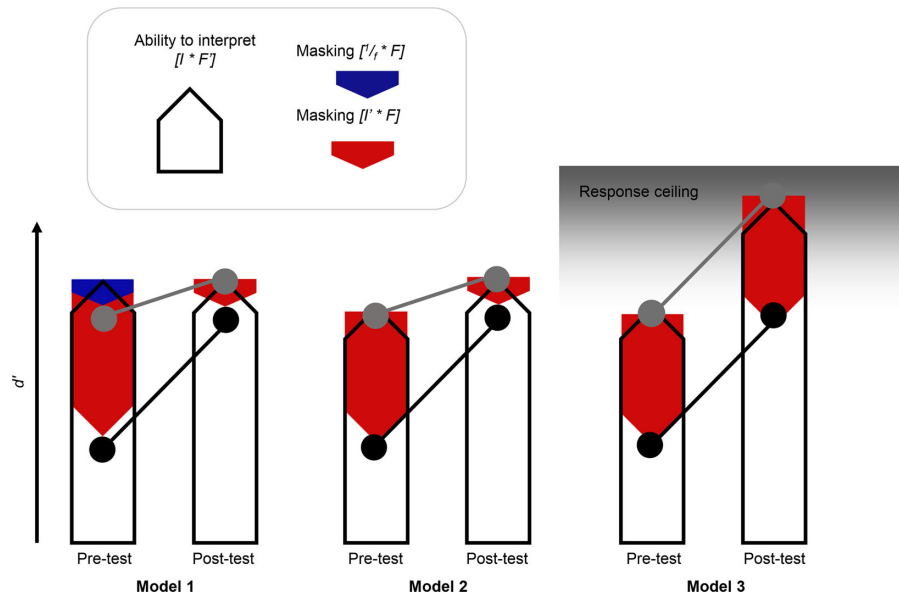 Ability to interpret
[I * F']
Masking [1/f * F]
Masking [I' * F]
Response ceiling
d'
Pre-test
Post-test
Pre-test
Post-test
Pre-test
Post-test
Model 1
Model 2
Model 3